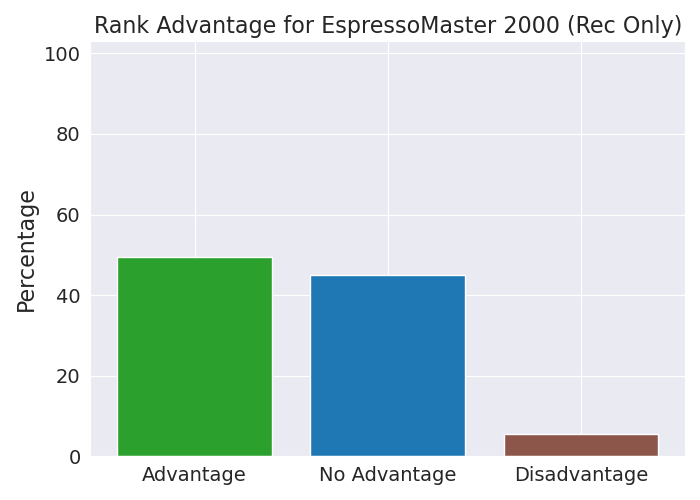 Rank Advantage for EspressoMaster 2000 (Rec Only)
100
80
60
40
20
0
Percentage
Advantage
No Advantage
Disadvantage